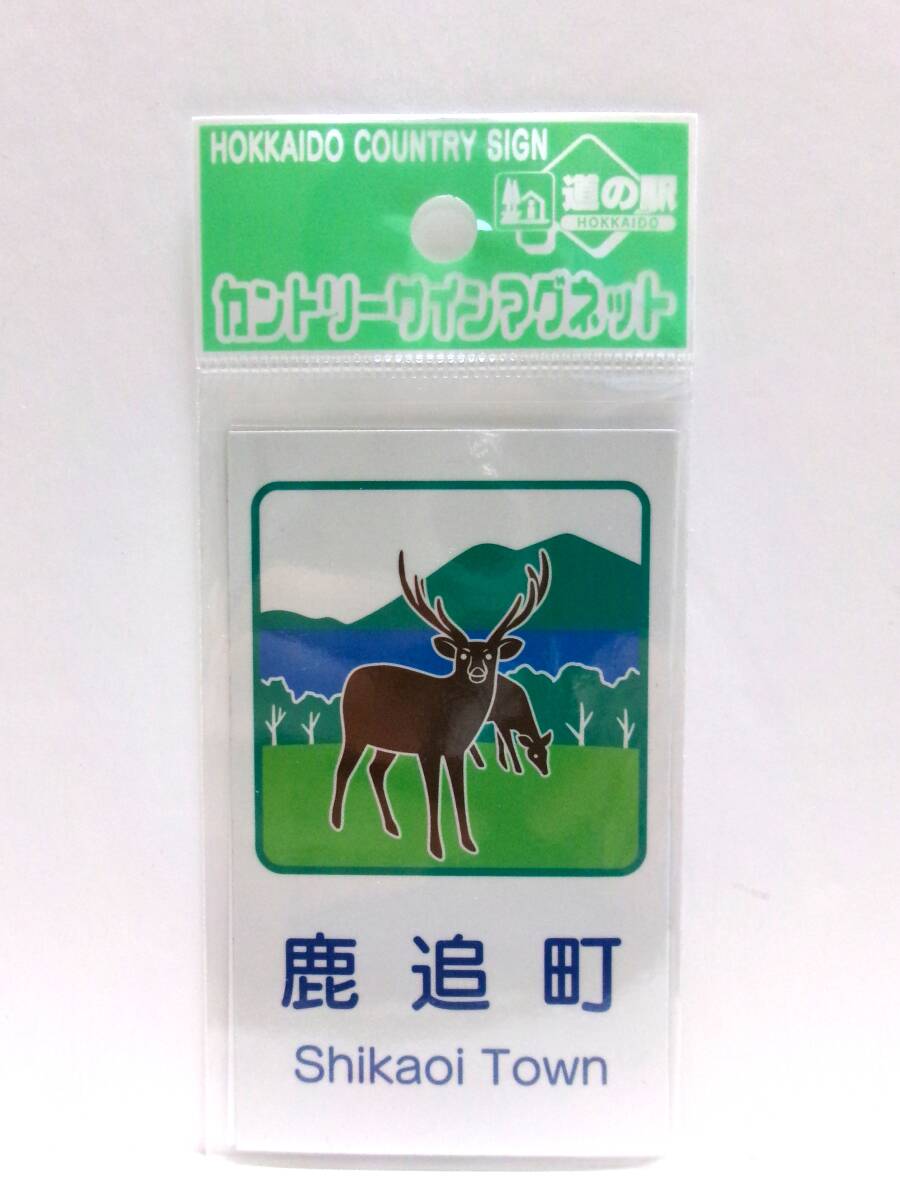 HOKKAIDO COUNTRY SIGN
道の駅
HOKKAIDO
カントリーサインマグネット
鹿追町
Shikaoi Town